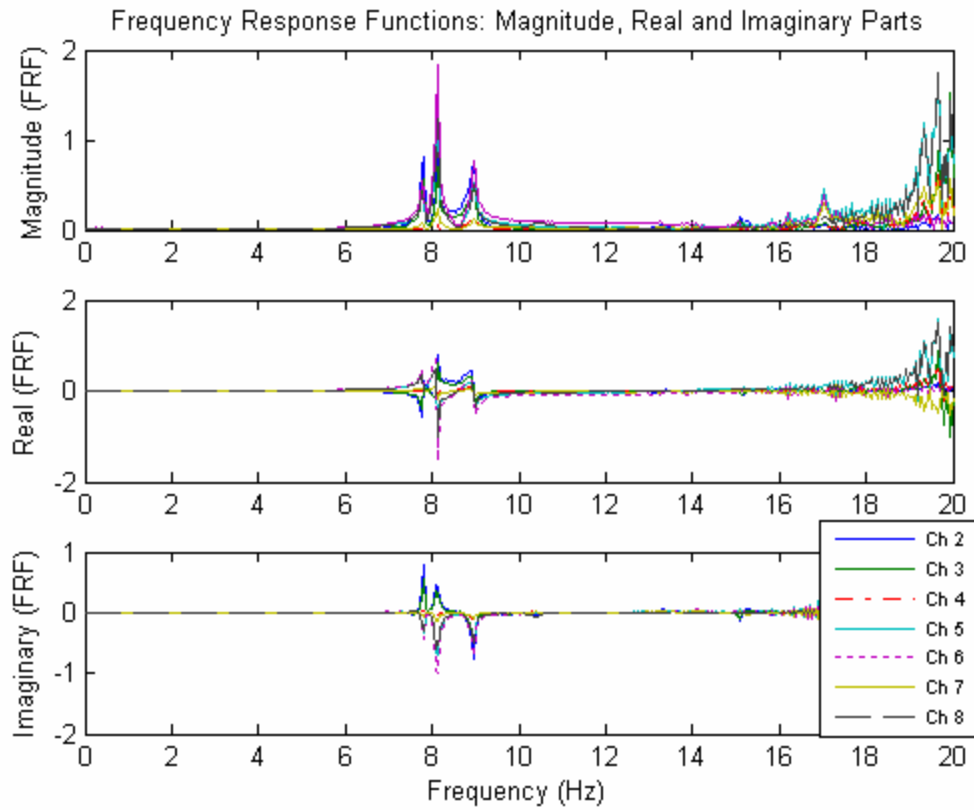 Frequency Response Functions: Magnitude, Real and Imaginary Parts
Magnitude (FRF)
2
1
0
0 2 4 6 8 10 12 14 16 18 20
Real (FRF)
2
0
-2
0 2 4 6 8 10 12 14 16 18 20
Imaginary (FRF)
1
0
-1
-2
Ch 2
Ch 3
Ch 4
Ch 5
Ch 6
Ch 7
Ch 8
0 2 4 6 8 10 12 14 16 18 20
Frequency (Hz)